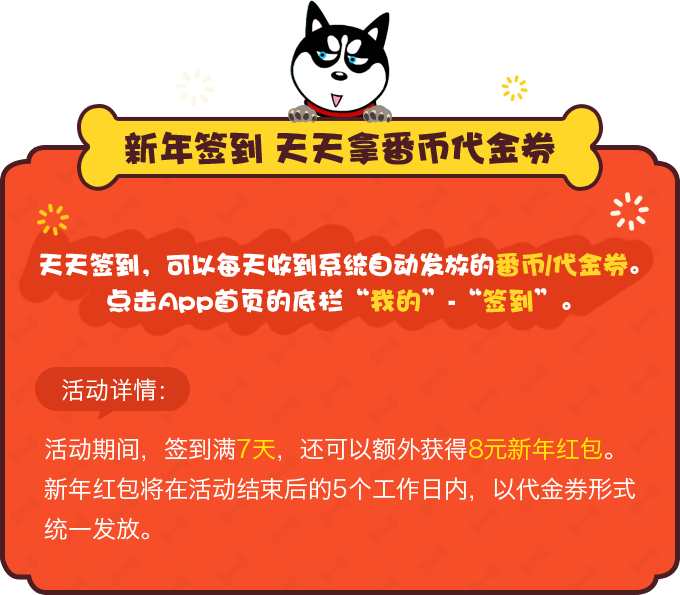 新年签到 天天拿番币代金券
天天签到，可以每天收到系统自动发放的番币/代金券。
点击App首页的底栏“我的”-“签到”。
活动详情：
活动期间，签到满7天，还可以额外获得8元新年红包。
新年红包将在活动结束后的5个工作日内，以代金券形式
统一发放。